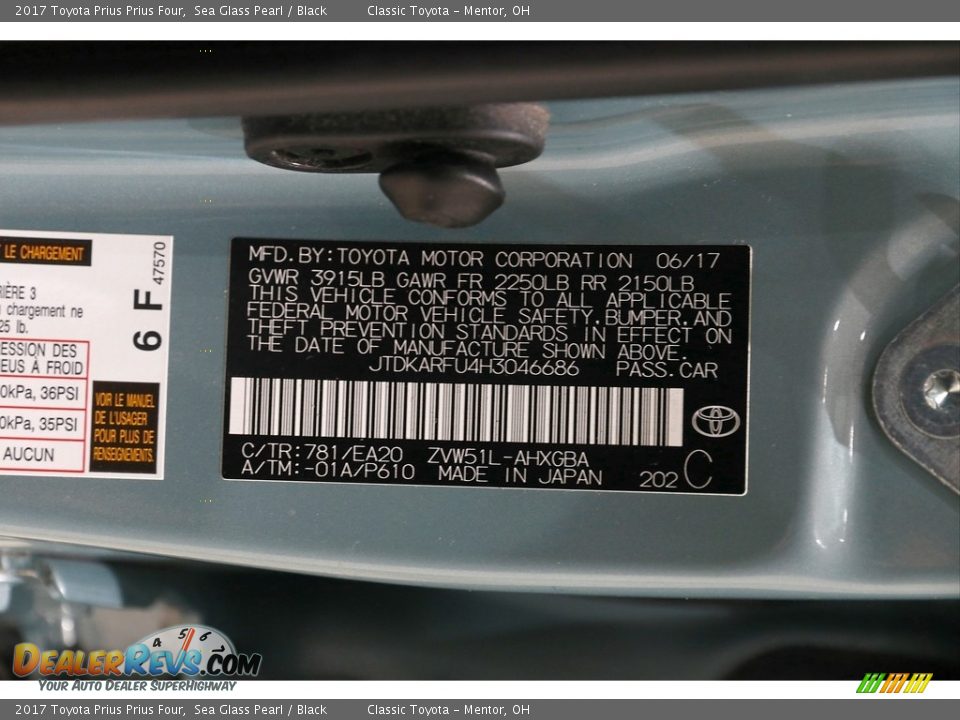 2017 Toyota Prius Prius Four, Sea Glass Pearl / Black Classic Toyota - Mentor, OH
LE CHARGEMENT
47570
6 F
chargement ne
25 lb.
DES
À FROID
0kPa, 36PSI
0kPa, 35PSI
AUCUN
VOIR LE MANUEL
DE L'USAGER
POUR PLUS DE
RENSEIGNEMENTS.
MFD. BY: TOYOTA MOTOR CORPORATION 06/17
GVWR 3915LB GAWR FR 2250LB RR 2150LB
THIS VEHICLE CONFORMS TO ALL APPLICABLE
FEDERAL MOTOR VEHICLE SAFETY, BUMPER, AND
THEFT PREVENTION STANDARDS IN EFFECT ON
THE DATE OF MANUFACTURE SHOWN ABOVE.
JTDKARFU4H3046686 PASS. CAR
C/TR: 781/EA20 ZVW51L-AHXGBA
A/TM: -01A/P610 MADE IN JAPAN 202 C
4 5 6
DEALERREVS.COM
YOUR AUTO DEALER SUPERHIGHWAY
2017 Toyota Prius Prius Four, Sea Glass Pearl / Black Classic Toyota - Mentor, OH